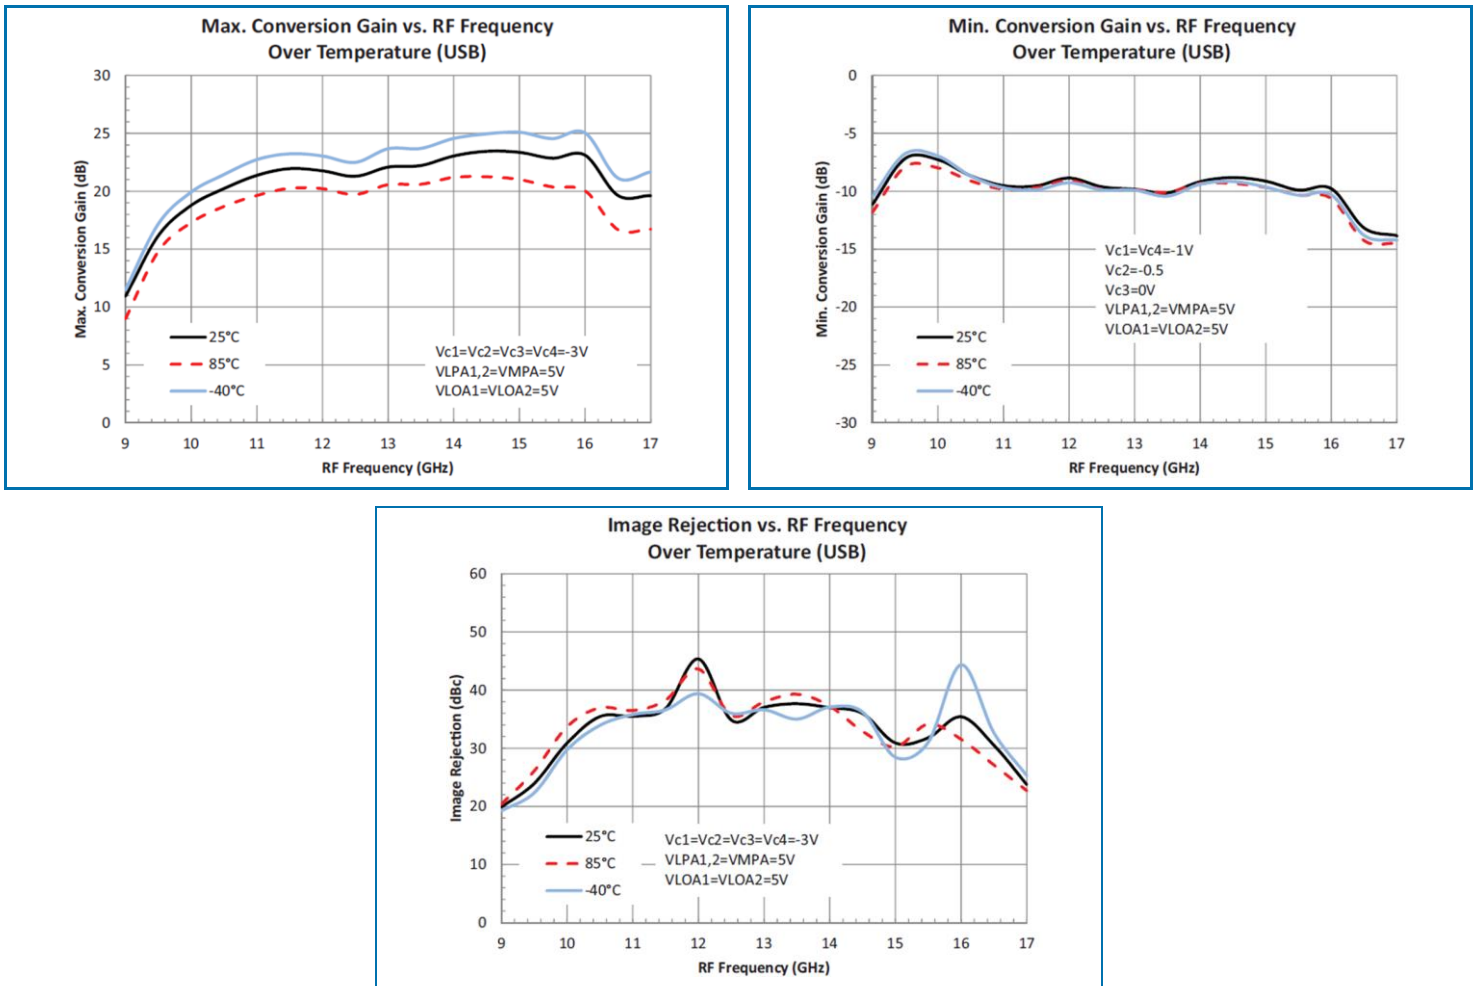 Max. Conversion Gain vs. RF Frequency
Over Temperature (USB)
Max. Conversion Gain (dB)
30
25
20
15
10
5
0
25°C
85°C
-40°C
Vc1=Vc2=Vc3=Vc4=-3V
VLPA1,2=VMPA=5V
VLOA1=VLOA2=5V
9 10 11 12 13 14 15 16 17
RF Frequency (GHz)
Min. Conversion Gain vs. RF Frequency
Over Temperature (USB)
Min. Conversion Gain (dB)
0
-5
-10
-15
-20
-25
-30
Vc1=Vc4=-1V
Vc2=-0.5
Vc3=0V
VLPA1,2=VMPA=5V
VLOA1=VLOA2=5V
25°C
85°C
-40°C
9 10 11 12 13 14 15 16 17
RF Frequency (GHz)
Image Rejection vs. RF Frequency
Over Temperature (USB)
Image Rejection (dBc)
60
50
40
30
20
10
0
25°C
85°C
-40°C
Vc1=Vc2=Vc3=Vc4=-3V
VLPA1,2=VMPA=5V
VLOA1=VLOA2=5V
9 10 11 12 13 14 15 16 17
RF Frequency (GHz)